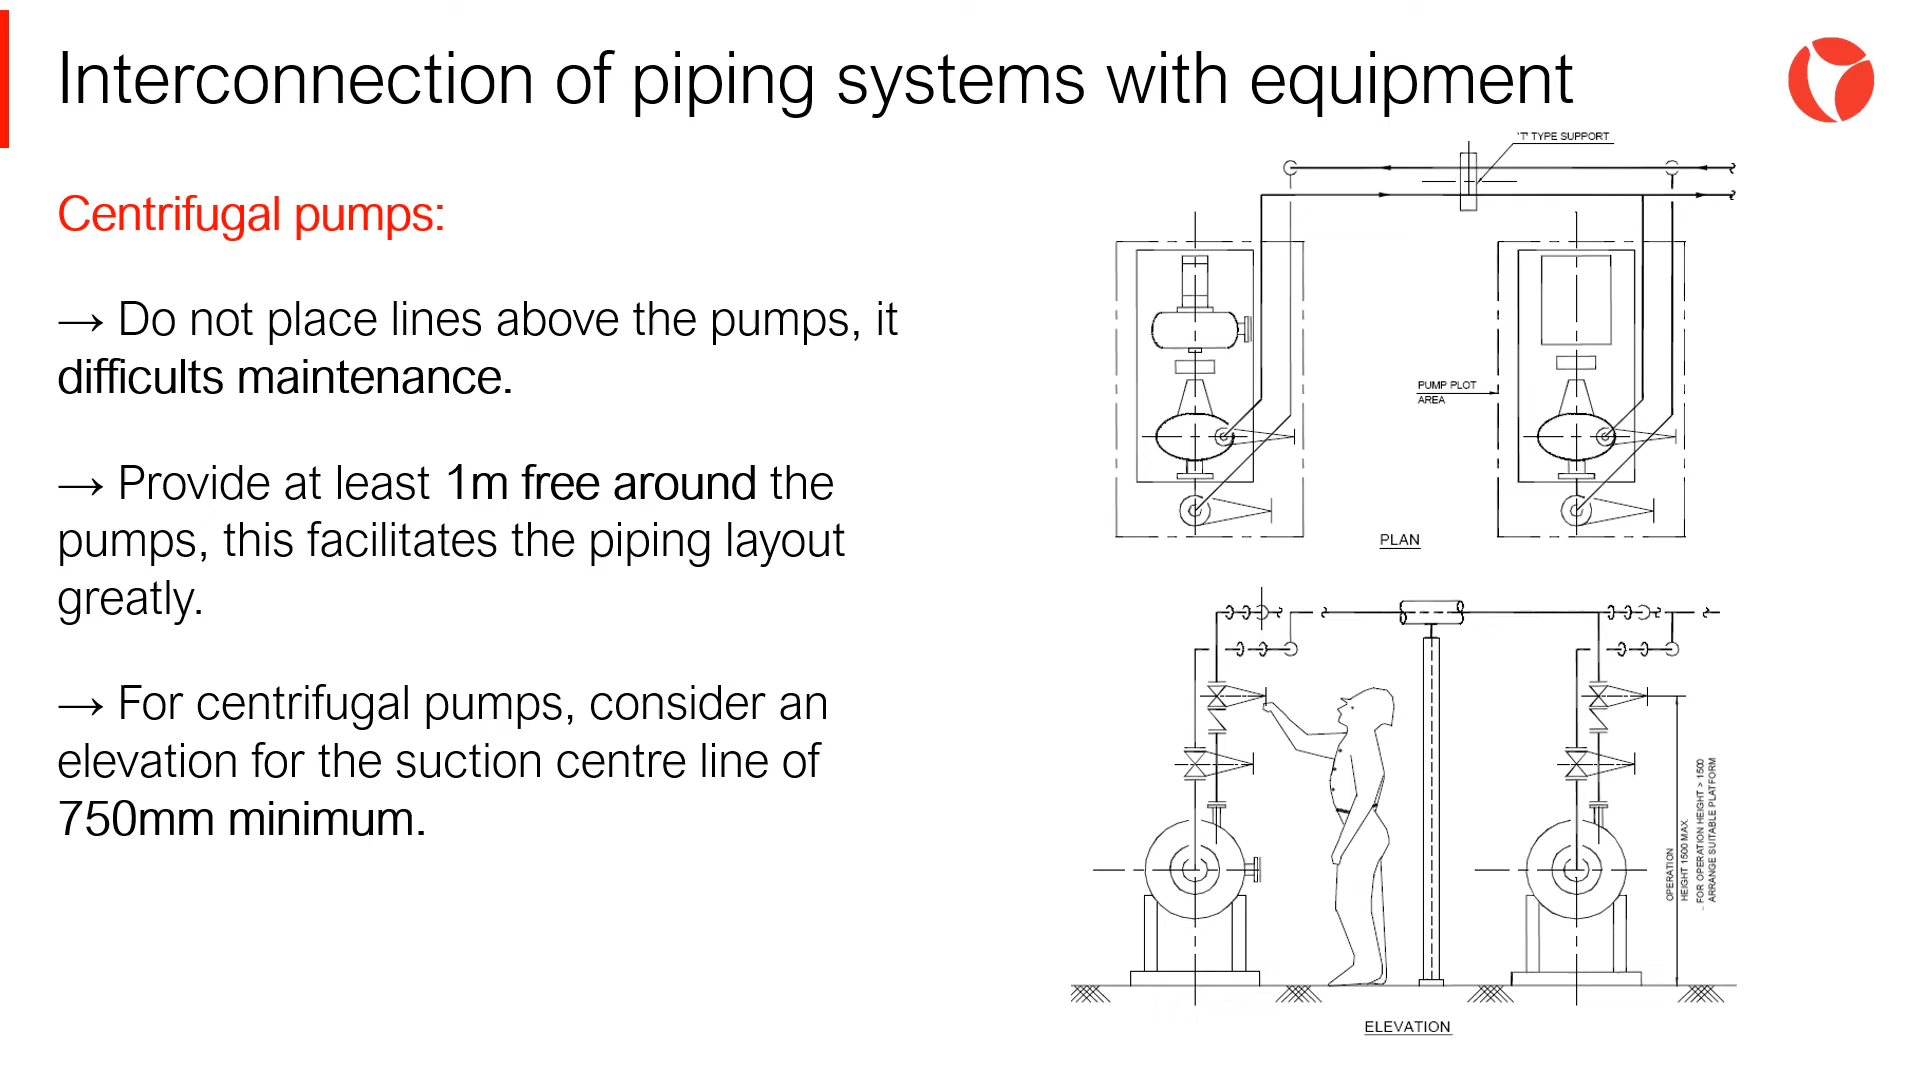 Interconnection of piping systems with equipment
Centrifugal pumps:
→ Do not place lines above the pumps, it
difficults maintenance.
→ Provide at least 1m free around the
pumps, this facilitates the piping layout
greatly.
→ For centrifugal pumps, consider an
elevation for the suction centre line of
750mm minimum.
'T' TYPE SUPPORT
PUMP PLOT
AREA
PLAN
OPERATION
HEIGHT 1500 MAX.
- FOR OPERATION HEIGHT > 1500
ARRANGE SUITABLE PLATFORM
ELEVATION